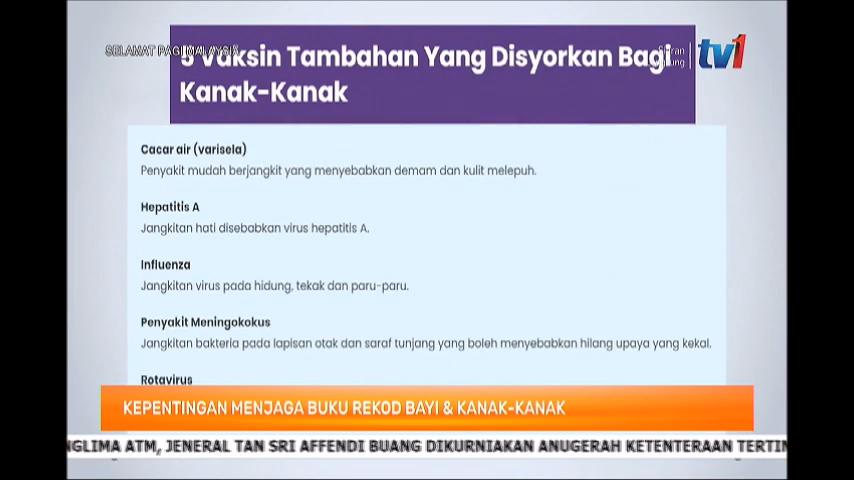 SELAMAT PAGI MALAYSIA
5 Vaksin Tambahan Yang Disyorkan Bagi
Kanak-Kanak
tv1
Cacar air (varisela)
Penyakit mudah berjangkit yang menyebabkan demam dan kulit melepuh.
Hepatitis A
Jangkitan hati disebabkan virus hepatitis A.
Influenza
Jangkitan virus pada hidung, tekak dan paru-paru.
Penyakit Meningokokus
Jangkitan bakteria pada lapisan otak dan saraf tunjang yang boleh menyebabkan hilang upaya yang kekal.
Rotavirus
KEPENTINGAN MENJAGA BUKU REKOD BAYI & KANAK-KANAK
NGLIMA ATM, JENERAL TAN SRI AFFENDI BUANG DIKURNIAKAN ANUGERAH KETENTERAAN TERTIN